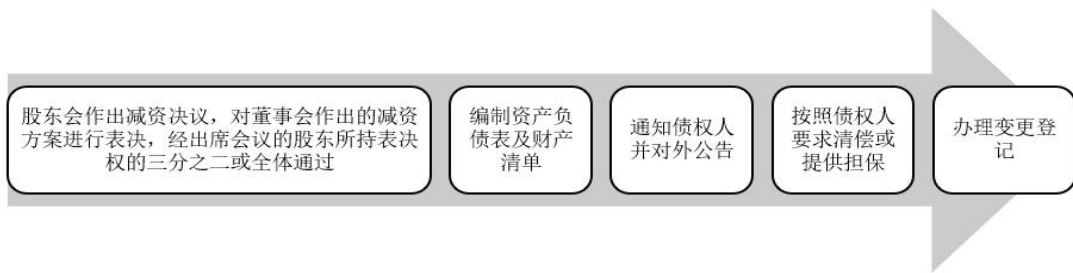 股东会作出减资决议，对董事会作出的减资
方案进行表决，经出席会议的股东所持表决
权的三分之二或全体通过
编制资产负
债表及财产
清单
通知债权人
并对外公告
按照债权人
要求清偿或
提供担保
办理变更登
记